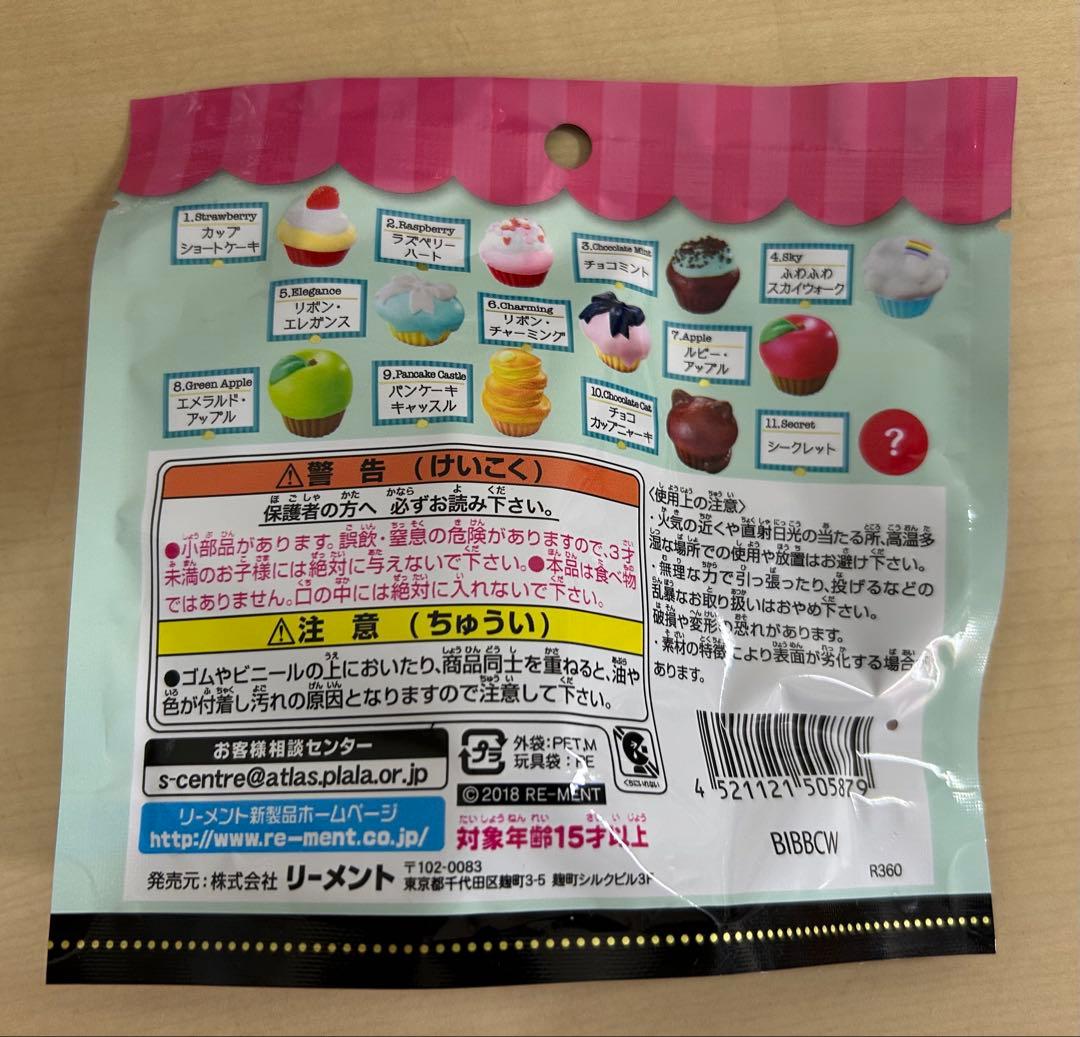 1.Strawberry
カップ
ショートケーキ
2.Raspberry
ラズベリー
ハート
3.Chocolate Mint
チョコミント
4.Sky
ふわふわ
スカイウォーク
5.Elegance
リボン・
エレガンス
6.Charming
リボン・
チャーミング
7.Apple
ルビー・
アップル
8.Green Apple
エメラルド・
アップル
9.Pancake Castle
パンケーキ
キャッスル
10.Chocolate Cat
チョコ
カップニャーキ
11.Secret
シークレット
?
⚠警 告 (けいこく)
保護者の方へ 必ずお読み下さい。
●小部品があります。誤飲・窒息の危険がありますので、3才
未満のお子様には絶対に与えないで下さい。●本品は食べ物
ではありません。口の中には絶対に入れないで下さい。
⚠注 意 (ちゅうい)
●ゴムやビニールの上においたり、商品同士を重ねると、油や
色が付着し汚れの原因となりますので注意して下さい。
〈使用上の注意〉
・火気の近くや直射日光の当たる所、高温多
湿な場所での使用や放置はお避け下さい。
・無理な力で引っ張ったり、投げるなどの
乱暴なお取り扱いはおやめ下さい。
破損や変形の恐れがあります。
・素材の特徴により表面が劣化する場合が
あります。
お客様相談センター
s-centre@atlas.plala.or.jp
リーメント新製品ホームページ
http://www.re-ment.co.jp/
プラ
外袋:PET,M
玩具袋:PE
くちにいれない
©2018 RE-MENT
対象年齢15才以上
発売元:株式会社 リーメント
〒102-0083
東京都千代田区麹町3-5 麹町シルクビル3F
4 521121 505879
BIBBCW
R360